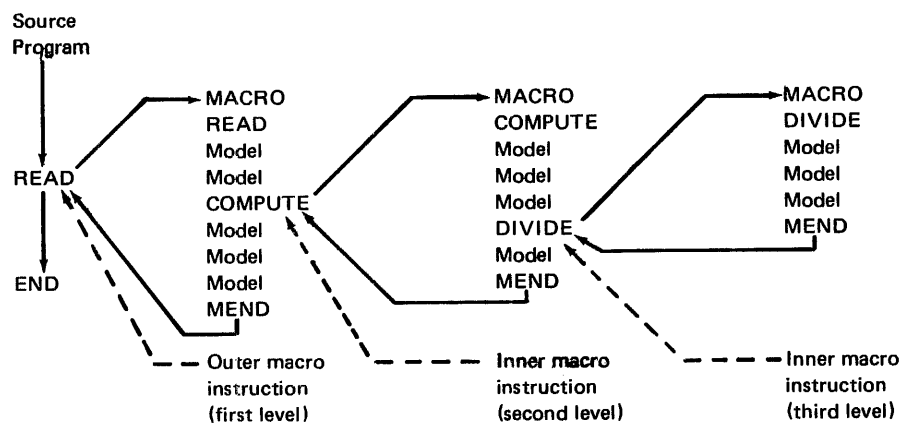 Source
Program
READ
END
MACRO
READ
Model
Model
COMPUTE
Model
Model
Model
MEND
MACRO
COMPUTE
Model
Model
Model
DIVIDE
Model
MEND
MACRO
DIVIDE
Model
Model
Model
MEND
Outer macro
instruction
(first level)
Inner macro
instruction
(second level)
Inner macro
instruction
(third level)